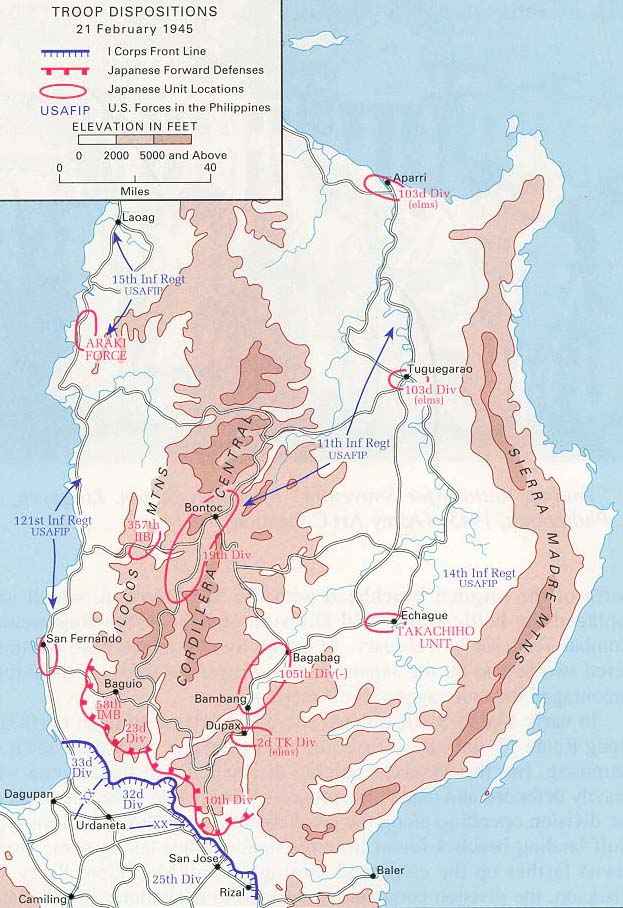 TROOP DISPOSITIONS
21 February 1945
I Corps Front Line
Japanese Forward Defenses
Japanese Unit Locations
USAFIP U.S. Forces in the Philippines
ELEVATION IN FEET
0 2000 5000 and Above
0 40
Miles
Aparri
103d Div
(elms)
Laoag
15th Inf Regt
USAFIP
ARAKI
FORCE
Tuguegarao
103d Div
(elms)
11th Inf Regt
USAFIP
SIERRA MADRE MTNS
ILOCOS MTNS
CORDILLERA CENTRAL
Bontoc
121st Inf Regt
USAFIP
357th
IIB
19th Div
14th Inf Regt
USAFIP
Echague
TAKACHIHO
UNIT
San Fernando
Bagabag
105th Div(-)
Baguio
58th
IMB
Bambang
23d
Div
Dupax
2d TK Div
(elms)
33d
Div
32d
Div
10th Div
Dagupan
XX
Urdaneta
XX
San Jose
25th Div
Baler
Rizal
Camiling